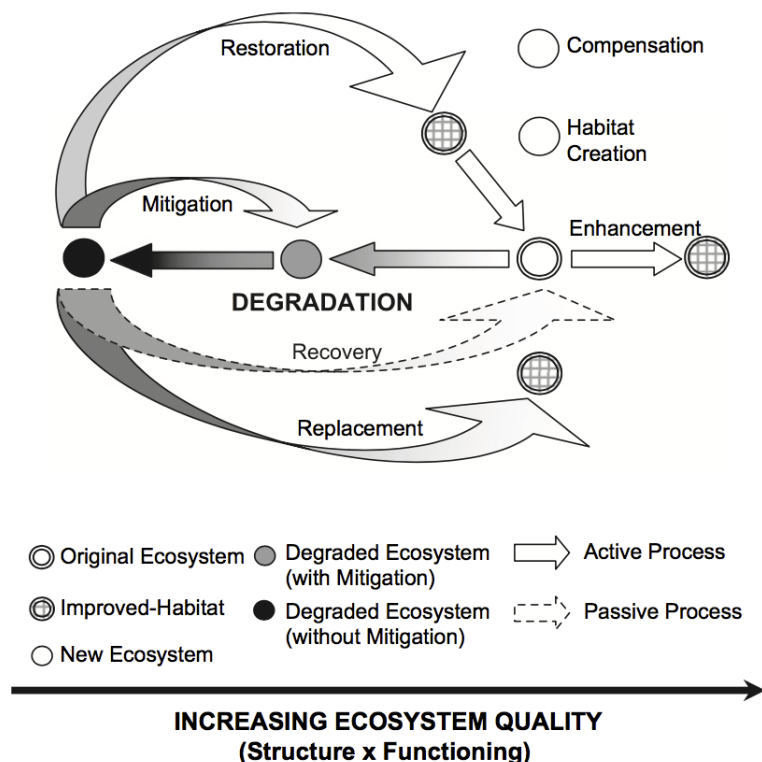 Restoration
Compensation
Habitat
Creation
Mitigation
Enhancement
DEGRADATION
Recovery
Replacement
Original Ecosystem
Degraded Ecosystem
(with Mitigation)
Active Process
Improved-Habitat
Degraded Ecosystem
(without Mitigation)
Passive Process
New Ecosystem
INCREASING ECOSYSTEM QUALITY
(Structure x Functioning)